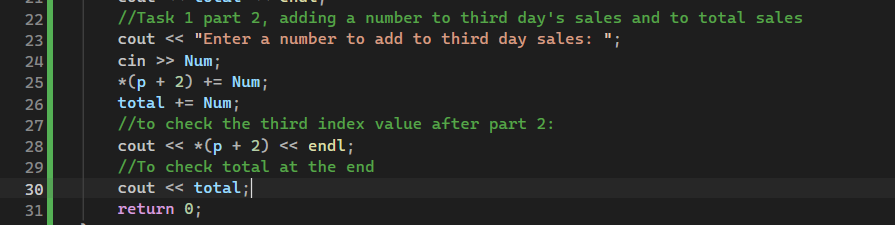 21 cout << total << endl;
22 //Task 1 part 2, adding a number to third day's sales and to total sales
23 cout << "Enter a number to add to third day sales: ";
24 cin >> Num;
25 *(p + 2) += Num;
26 total += Num;
27 //to check the third index value after part 2:
28 cout << *(p + 2) << endl;
29 //To check total at the end
30 cout << total;
31 return 0;